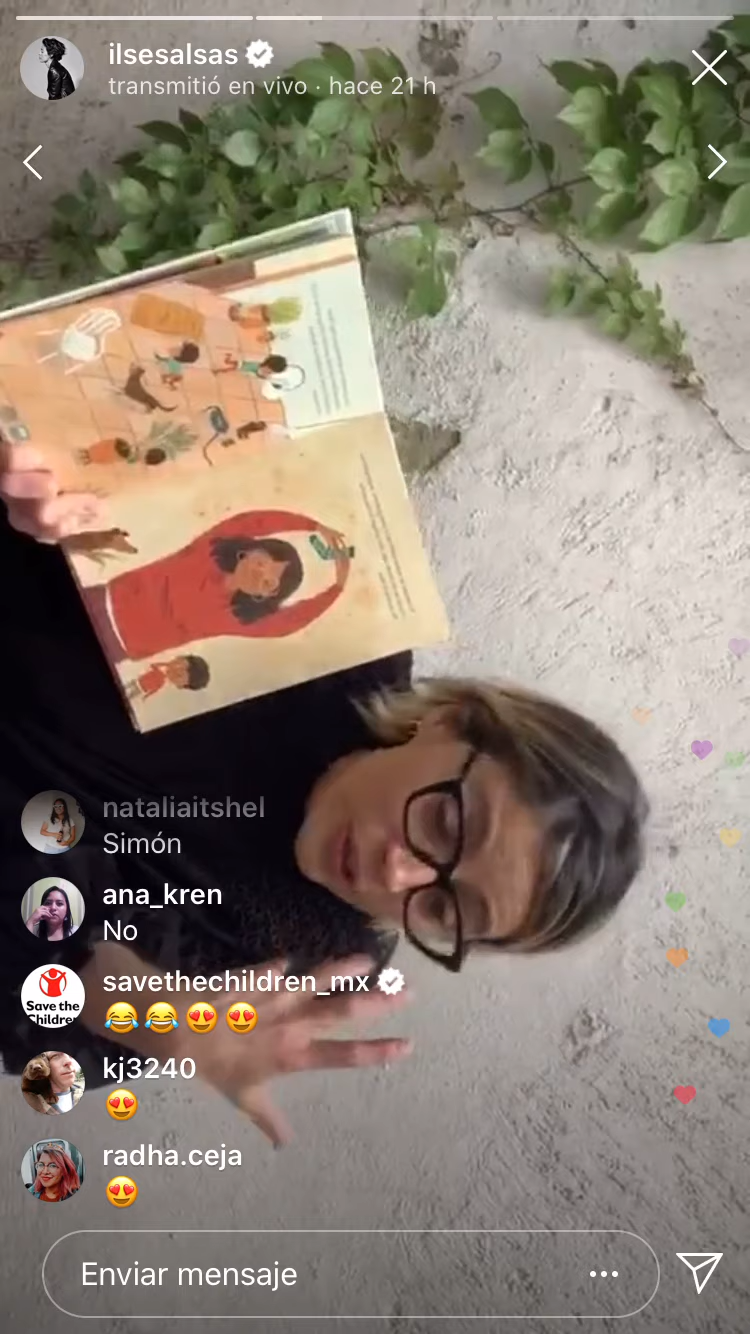 ilsesalsas
transmitió en vivo · hace 21 h
nataliaitshel
Simón
ana_kren
No
savethechildren_mx
Save the
Children
😂😂😍😍
kj3240
😍
radha.ceja
😍
Enviar mensaje